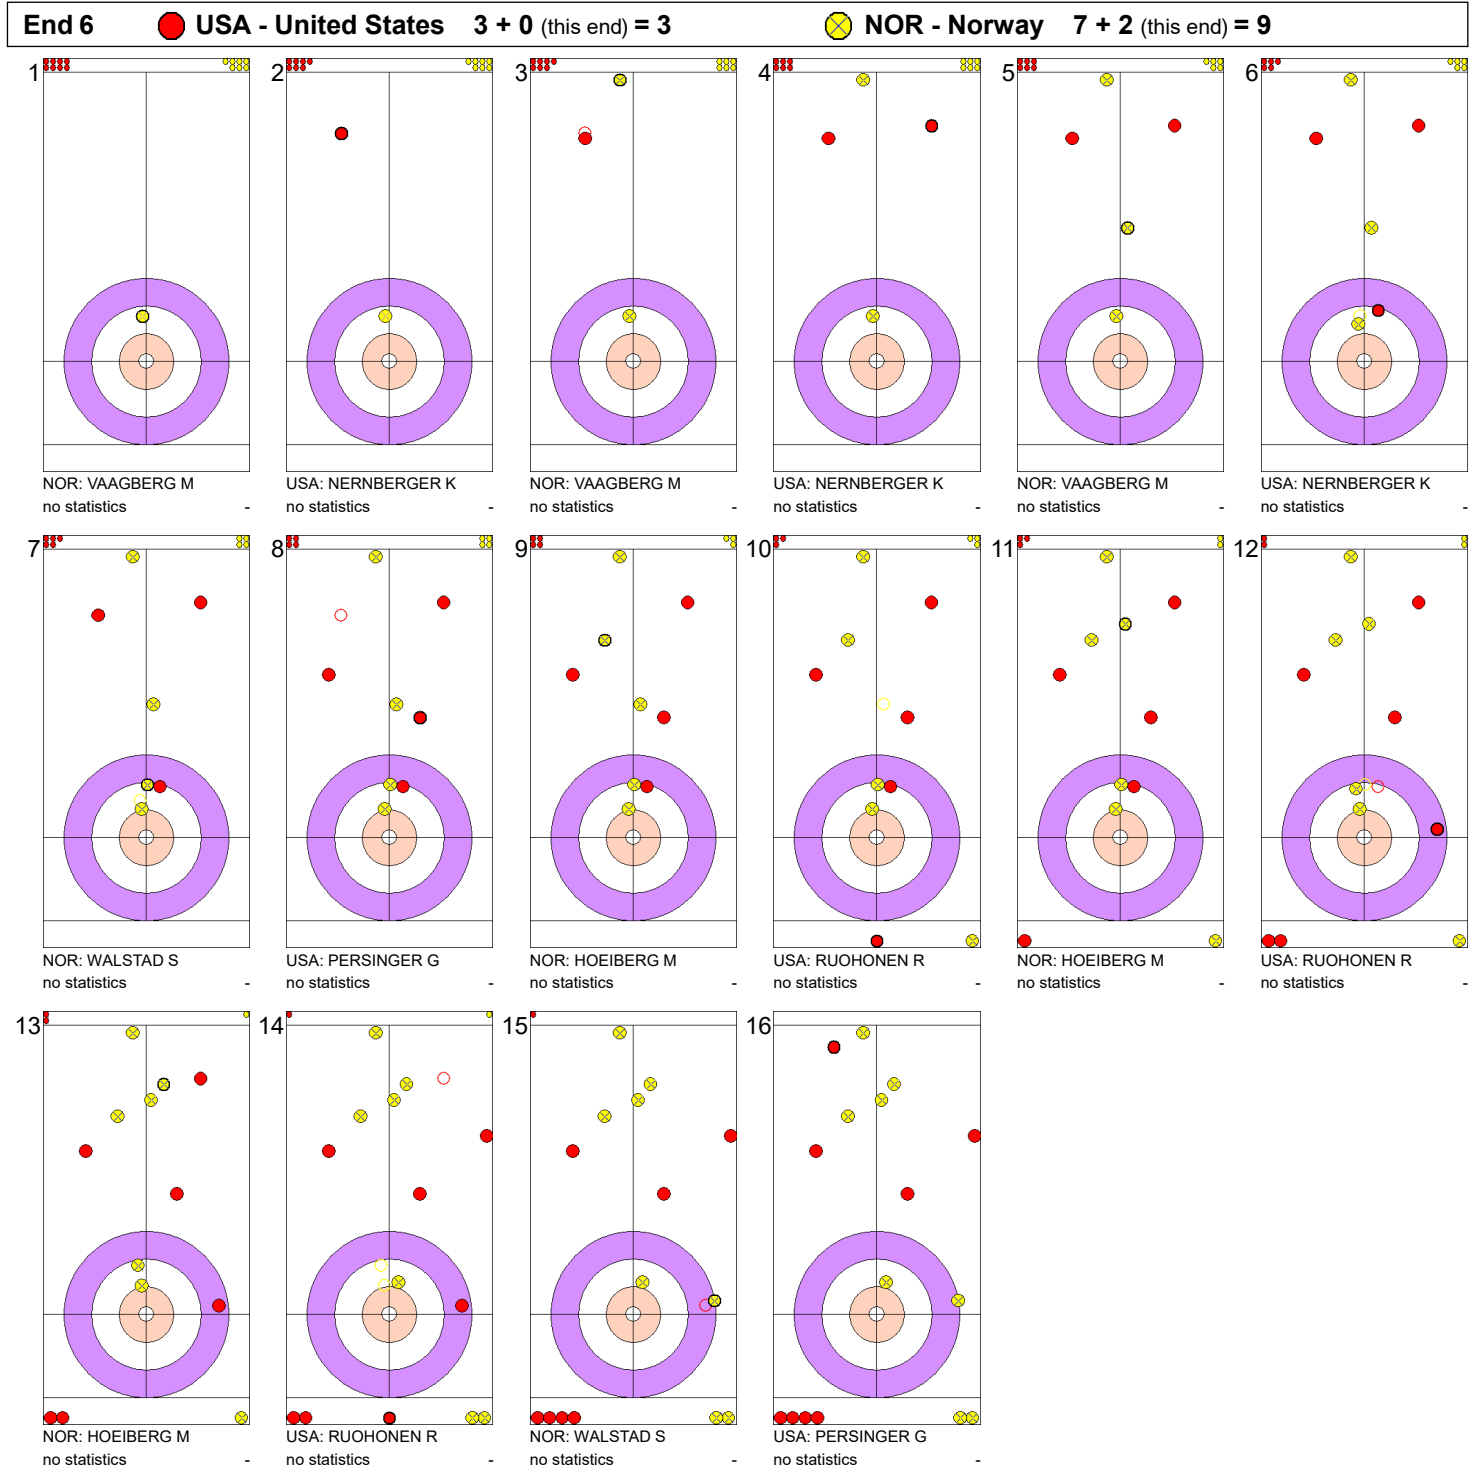 End 6 USA - United States 3 + 0 (this end) = 3 NOR - Norway 7 + 2 (this end) = 9
1 2 3 4 5 6
NOR: VAAGBERG M USA: NERNBERGER K NOR: VAAGBERG M USA: NERNBERGER K NOR: VAAGBERG M USA: NERNBERGER K
no statistics - no statistics - no statistics - no statistics - no statistics - no statistics -
7 8 9 10 11 12
NOR: WALSTAD S USA: PERSINGER G NOR: HOEIBERG M USA: RUOHONEN R NOR: HOEIBERG M USA: RUOHONEN R
no statistics - no statistics - no statistics - no statistics - no statistics - no statistics -
13 14 15 16
NOR: HOEIBERG M USA: RUOHONEN R NOR: WALSTAD S USA: PERSINGER G
no statistics - no statistics - no statistics - no statistics -